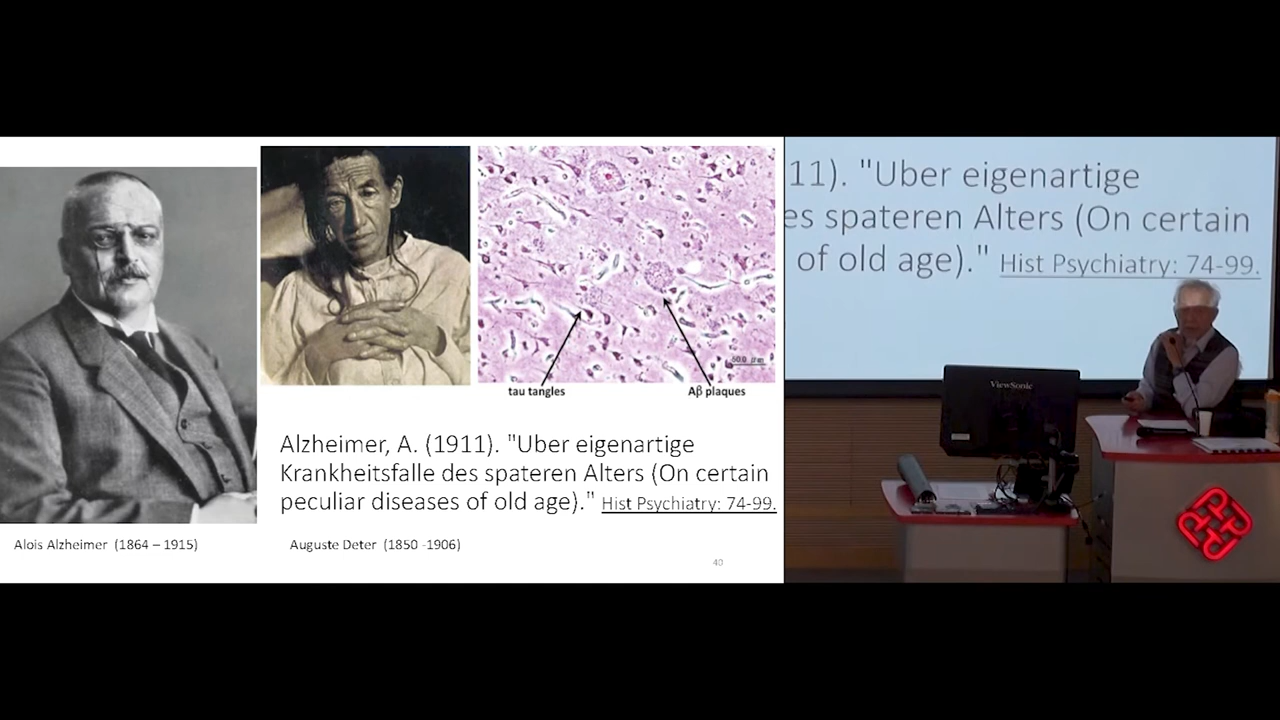 60.0 µm
tau tangles
Aβ plaques
Alzheimer, A. (1911). "Uber eigenartige
Krankheitsfalle des spateren Alters (On certain
peculiar diseases of old age)." Hist Psychiatry: 74-99.
Alois Alzheimer (1864 – 1915)
Auguste Deter (1850 -1906)
40
11). "Uber eigenartige
es spateren Alters (On certain
of old age)." Hist Psychiatry: 74-99.
ViewSonic